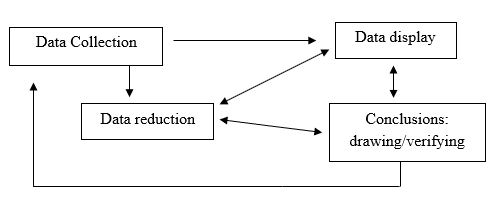 Data Collection
Data display
Data reduction
Conclusions:
drawing/verifying